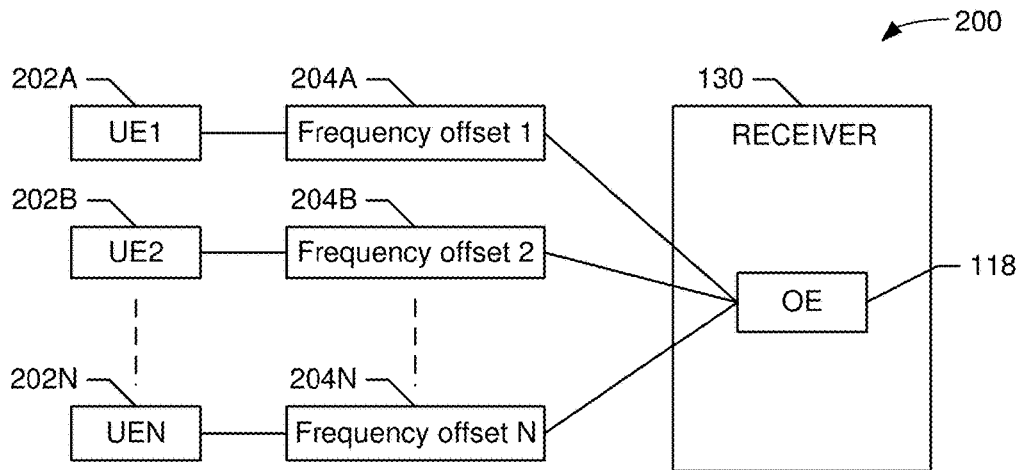 200
202A
204A
130
UE1
Frequency offset 1
RECEIVER
202B
204B
UE2
Frequency offset 2
118
OE
202N
204N
UEN
Frequency offset N